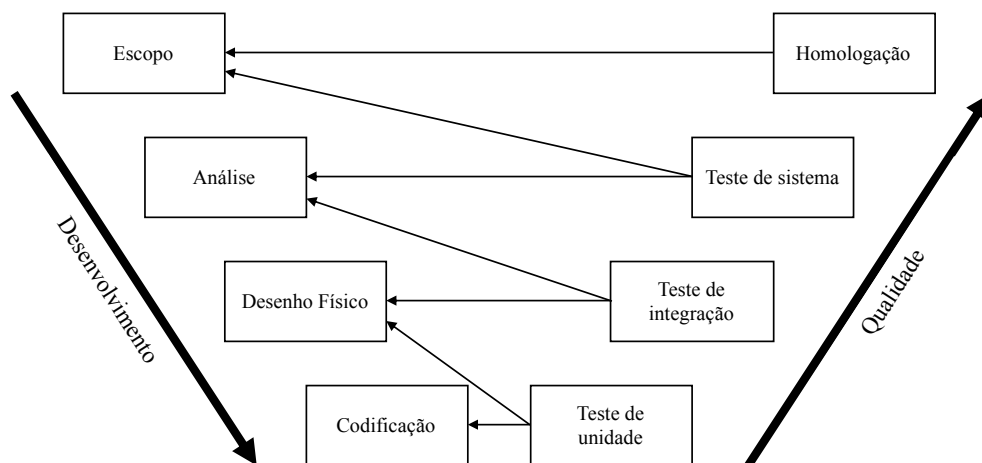 Escopo
Homologação
Análise
Teste de sistema
Desenvolvimento
Qualidade
Desenho Físico
Teste de
integração
Codificação
Teste de
unidade